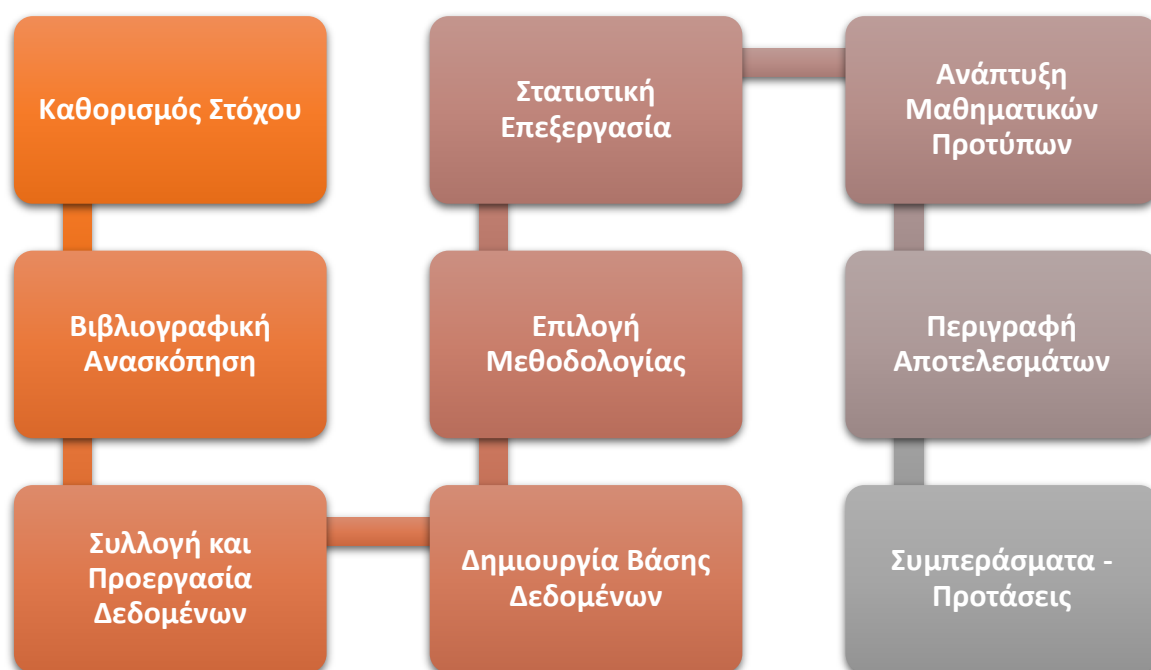 Καθορισμός Στόχου
Βιβλιογραφική
Ανασκόπηση
Συλλογή και
Προεργασία
Δεδομένων
Δημιουργία Βάσης
Δεδομένων
Επιλογή
Μεθοδολογίας
Στατιστική
Επεξεργασία
Ανάπτυξη
Μαθηματικών
Προτύπων
Περιγραφή
Αποτελεσμάτων
Συμπεράσματα -
Προτάσεις